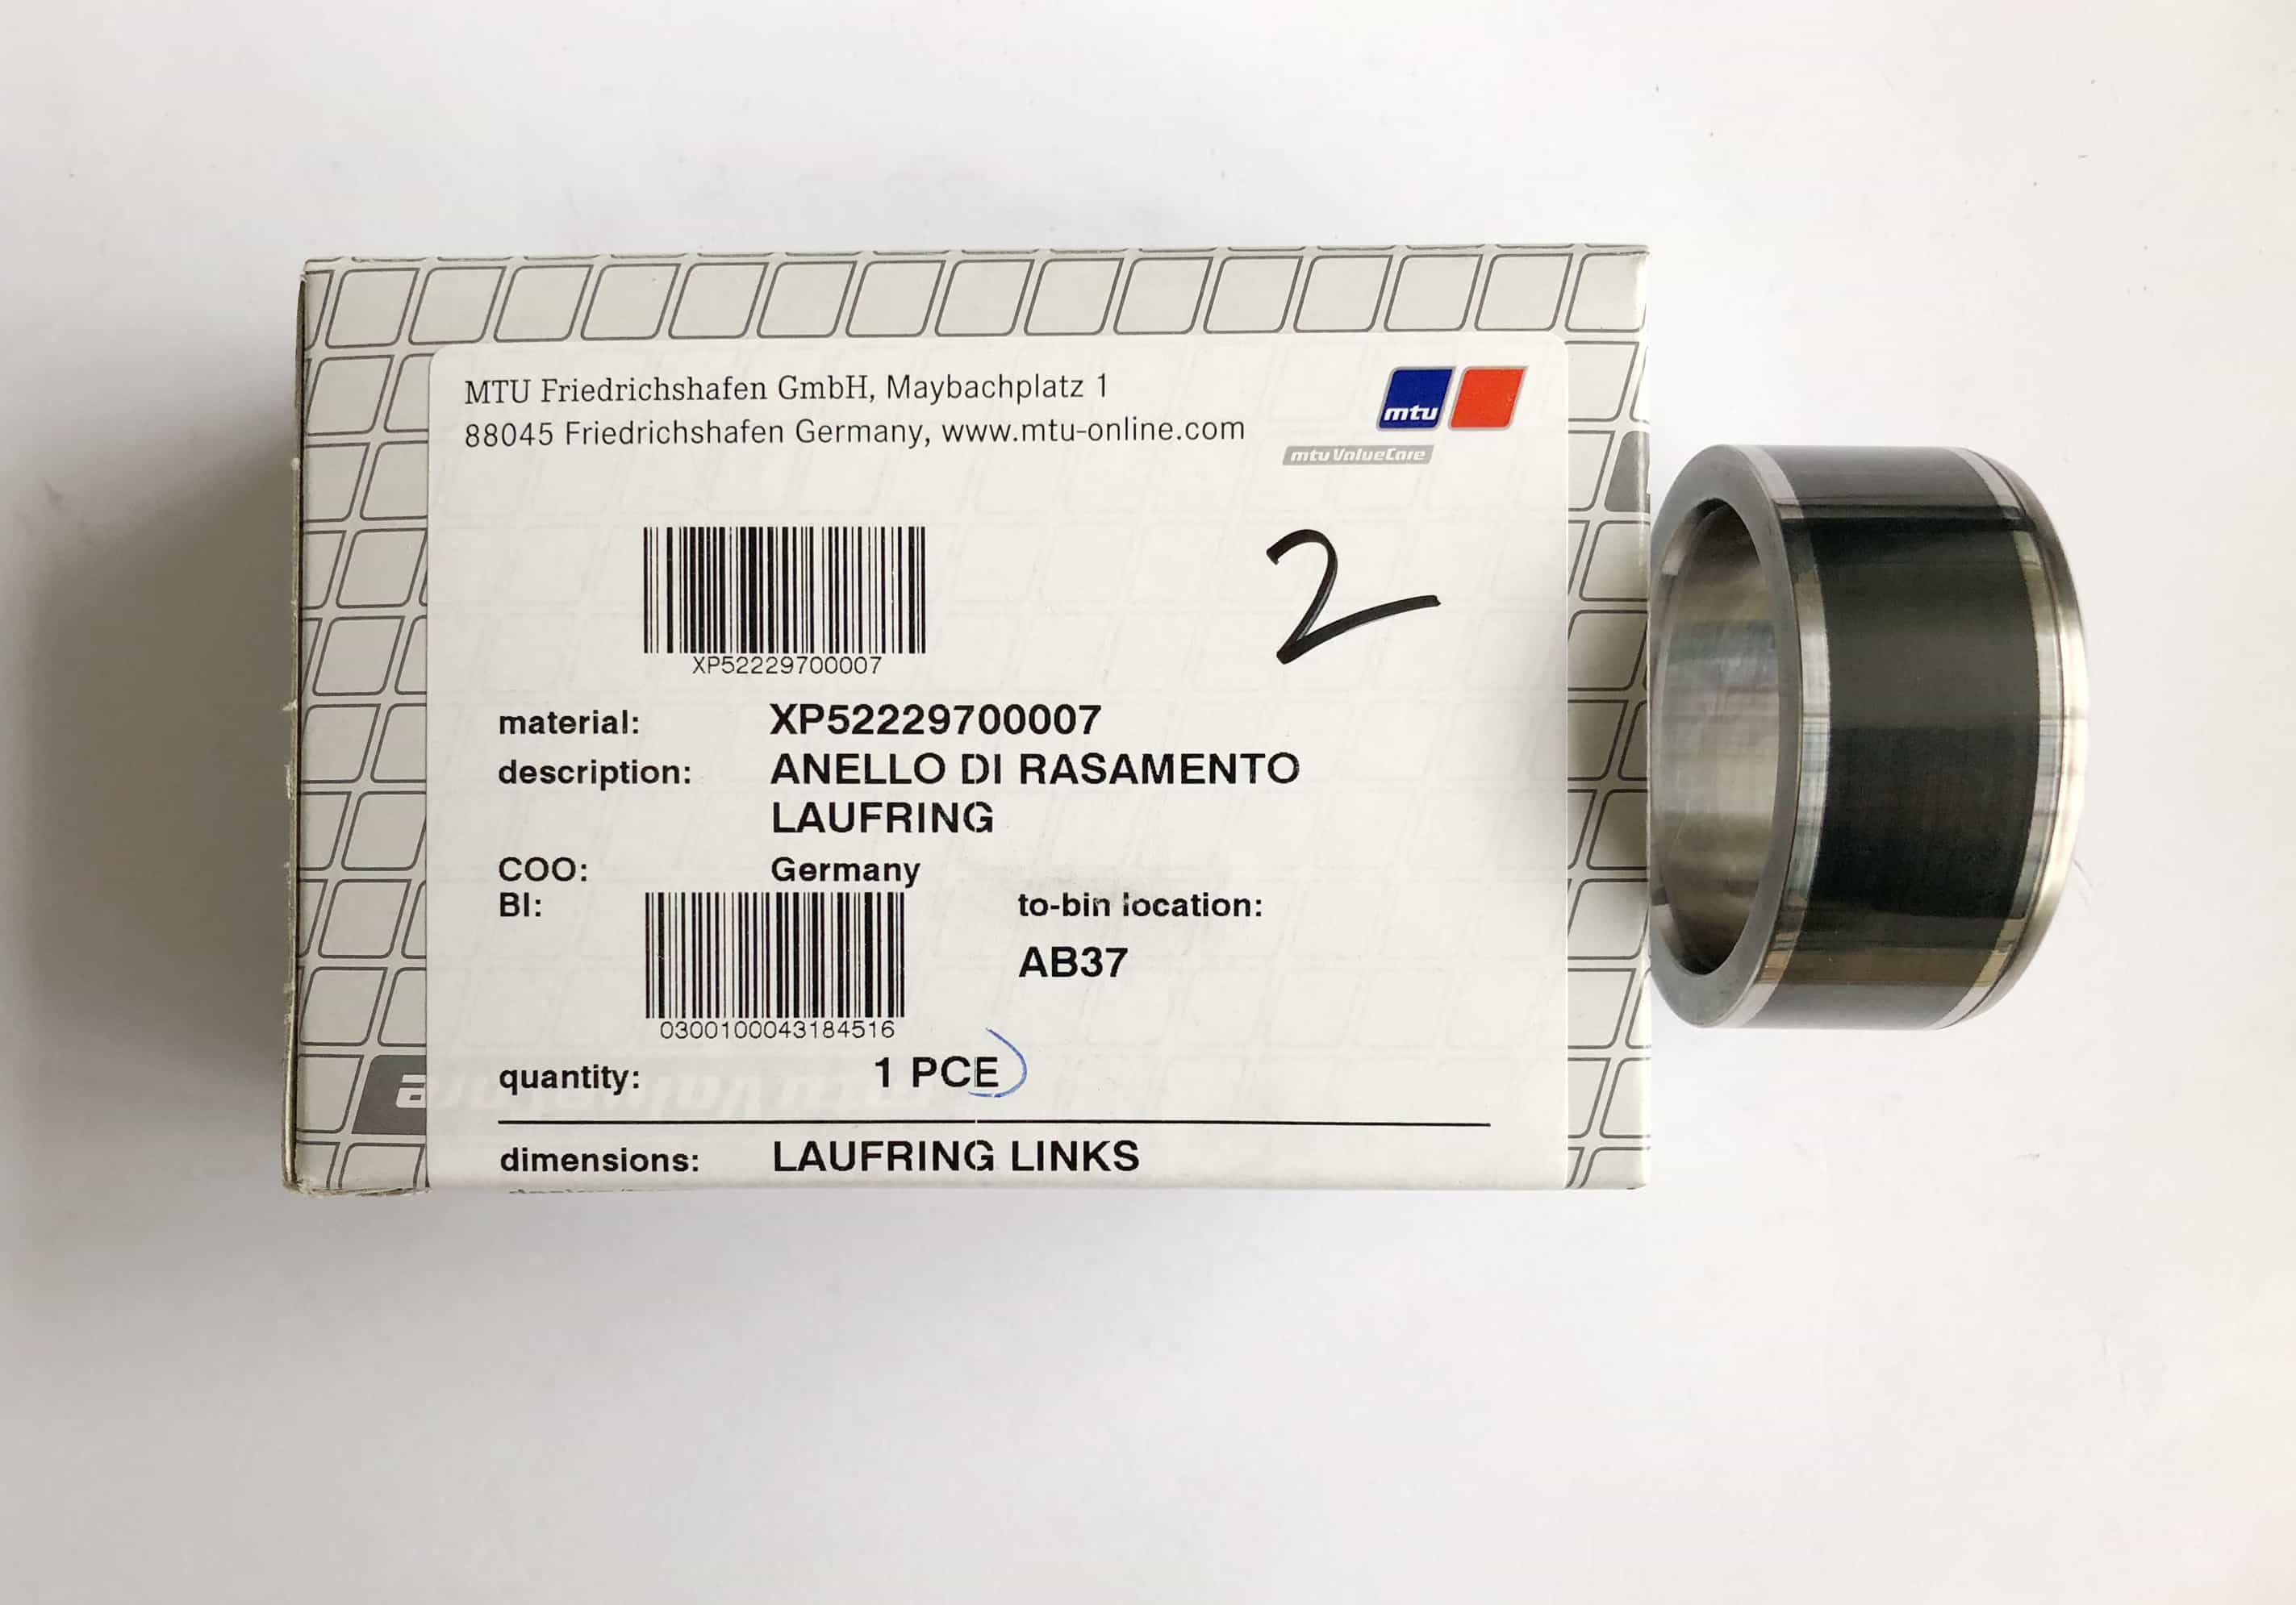 MTU Friedrichshafen GmbH, Maybachplatz 1
88045 Friedrichshafen Germany, www.mtu-online.com
mtu
mtu ValueCare
2
XP52229700007
material: XP52229700007
description: ANELLO DI RASAMENTO
LAUFRING
COO: Germany
BI: to-bin location:
AB37
0300100043184516
quantity: 1 PCE
dimensions: LAUFRING LINKS